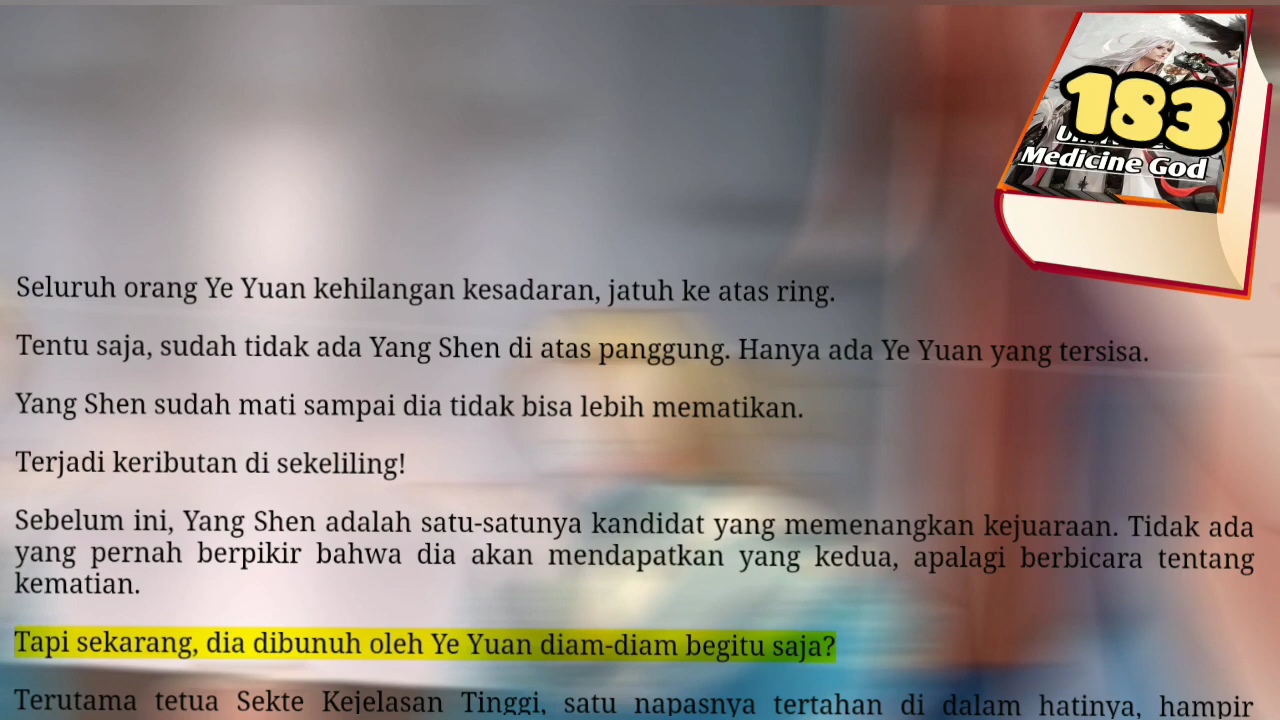 183
Medicine God
Seluruh orang Ye Yuan kehilangan kesadaran, jatuh ke atas ring.
Tentu saja, sudah tidak ada Yang Shen di atas panggung. Hanya ada Ye Yuan yang tersisa.
Yang Shen sudah mati sampai dia tidak bisa lebih mematikan.
Terjadi keributan di sekeliling!
Sebelum ini, Yang Shen adalah satu-satunya kandidat yang memenangkan kejuaraan. Tidak ada
yang pernah berpikir bahwa dia akan mendapatkan yang kedua, apalagi berbicara tentang
kematian.
Tapi sekarang, dia dibunuh oleh Ye Yuan diam-diam begitu saja?
Terutama tetua Sekte Kejelasan Tinggi, satu napasnya tertahan di dalam hatinya, hampir